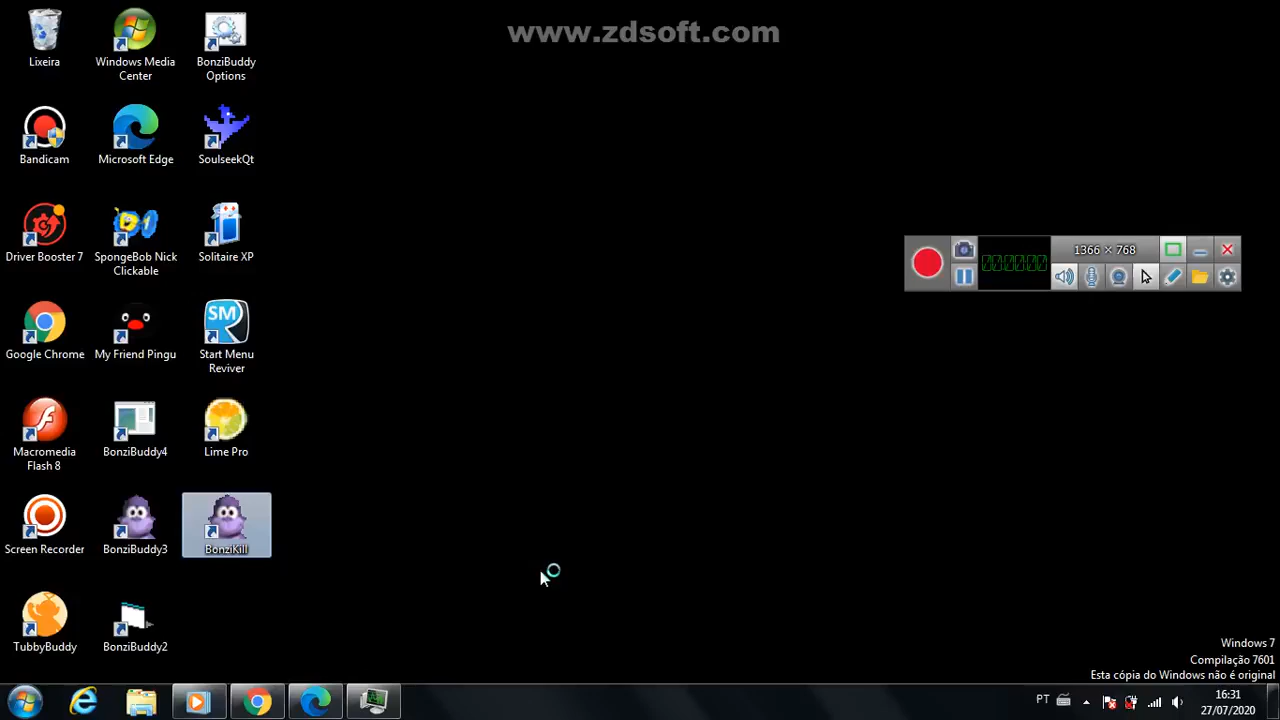 www.zdsoft.com
Lixeira
Windows Media
Center
BonziBuddy
Options
Bandicam
Microsoft Edge
SoulseekQt
Driver Booster 7
SpongeBob Nick
Clickable
Solitaire XP
1366 × 768
Google Chrome
My Friend Pingu
SM
Start Menu
Reviver
Macromedia
Flash 8
BonziBuddy4
Lime Pro
Screen Recorder
BonziBuddy3
BonziKill
TubbyBuddy
BonziBuddy2
Windows 7
Compilação 7601
Esta cópia do Windows não é original
PT
16:31
27/07/2020